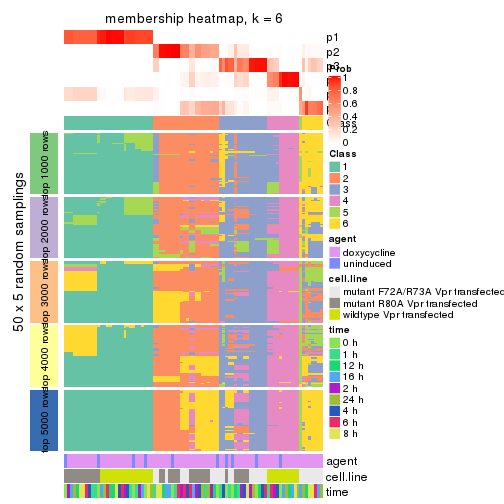 membership heatmap, k = 6
p1
p2
Prob
1
0.8
0.6
0.4
0.2
0
Class
1
2
3
4
5
6
agent
doxycycline
uninduced
cell.line
mutant F72A/R73A Vpr transfected
mutant R80A Vpr transfected
wildtype Vpr transfected
time
0 h
1 h
12 h
16 h
2 h
24 h
4 h
6 h
8 h
50 x 5 random samplings
top 1000 rows
top 2000 rows
top 3000 rows
top 4000 rows
top 5000 rows
agent
cell.line
time